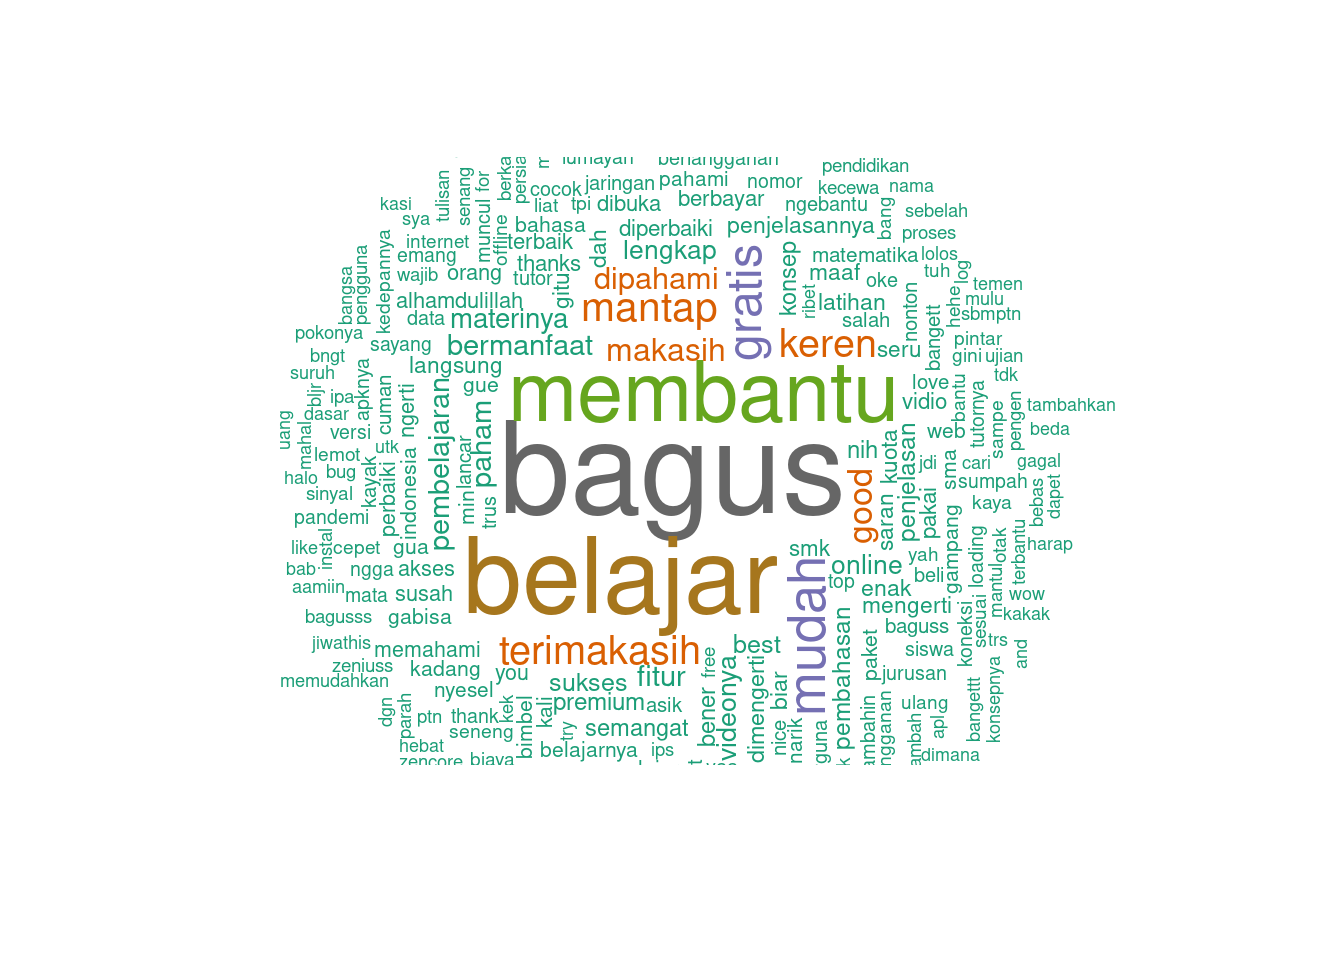 pendidikan
jaringan
pahami
nomor
kecewa
nama
cocok
kasi
tulisan
senang
muncul
for
liat
tpi
dibuka
berbayar
ngebantu
bang
sebelah
sya
bahasa
diperbaiki
penjelasannya
proses
internet
offline
terbaik
dah
lengkap
konsep
matematika
lolos
emang
thanks
gratis
maaf
tuh
log
wajib
orang
tutor
gitu
dipahami
oke
temen
bangsa
pengguna
kedepannya
alhamdulillah
mantap
ribet
latihan
nonton
hehe
mulu
data
materinya
salah
sbmptn
pokonya
sayang
bermanfaat
makasih
keren
seru
bangett
pintar
bngt
langsung
gini
ujian
suruh
bljr
ipa
apknya
cuman
ngerti
gue
membantu
love
bantu
tdk
dasar
pembelajaran
paham
vidio
tutornya
sampe
pengen
tambahkan
uang
mahal
versi
bagus
web
beda
lemot
utk
lancar
nih
kuota
penjelasan
halo
bug
kayak
perbaiki
indonesia
min
good
jdi
sma
cari
gagal
sinyal
trus
saran
pakai
sumpah
bebas
dapet
pandemi
kaya
like
instal
cepet
gua
belajar
smk
yah
gampang
loading
otak
terbantu
harap
bab
ngga
akses
mudah
online
aamiin
mata
susah
top
enak
beli
mantul
wow
bagusss
gabisa
mengerti
kakak
jiwathis
memahami
terimakasih
best
pembahasan
baguss
koneksi
sesuai
trs
zeniuss
kadang
you
fitur
free
paket
siswa
and
memudahkan
nyesel
sukses
videonya
dimengerti
biar
jurusan
konsepnya
dgn
parah
ptn
thank
kek
premium
asik
bener
ulang
bangettt
seneng
bimbel
kali
try
semangat
nice
narik
apl
hebat
belajarnya
ips
guna
dimana
zencore
biaya